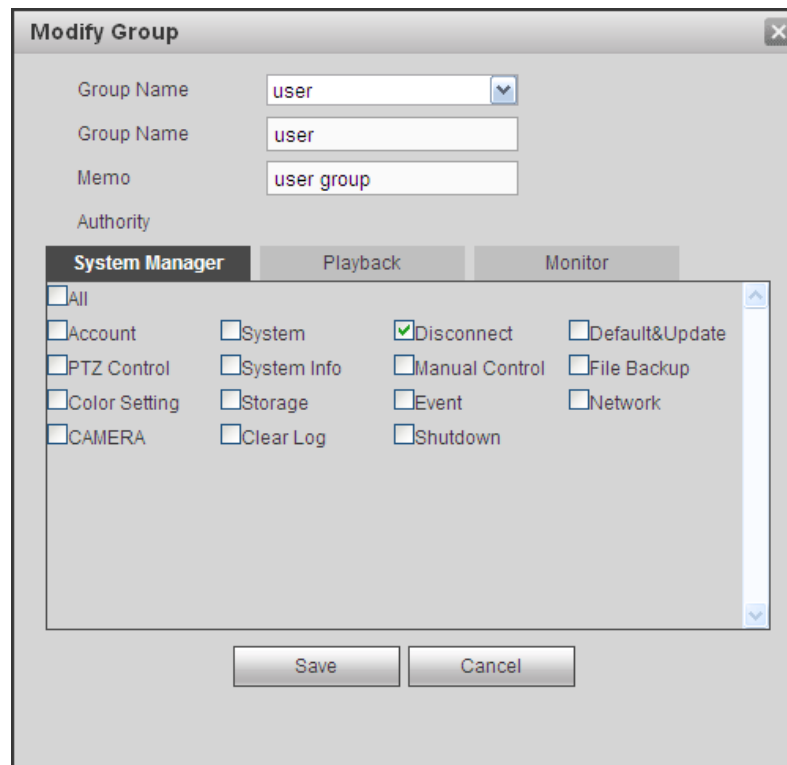 Modify Group
Group Name user
Group Name user
Memo user group
Authority
System Manager Playback Monitor
All
Account System Disconnect Default&Update
PTZ Control System Info Manual Control File Backup
Color Setting Storage Event Network
CAMERA Clear Log Shutdown
Save Cancel